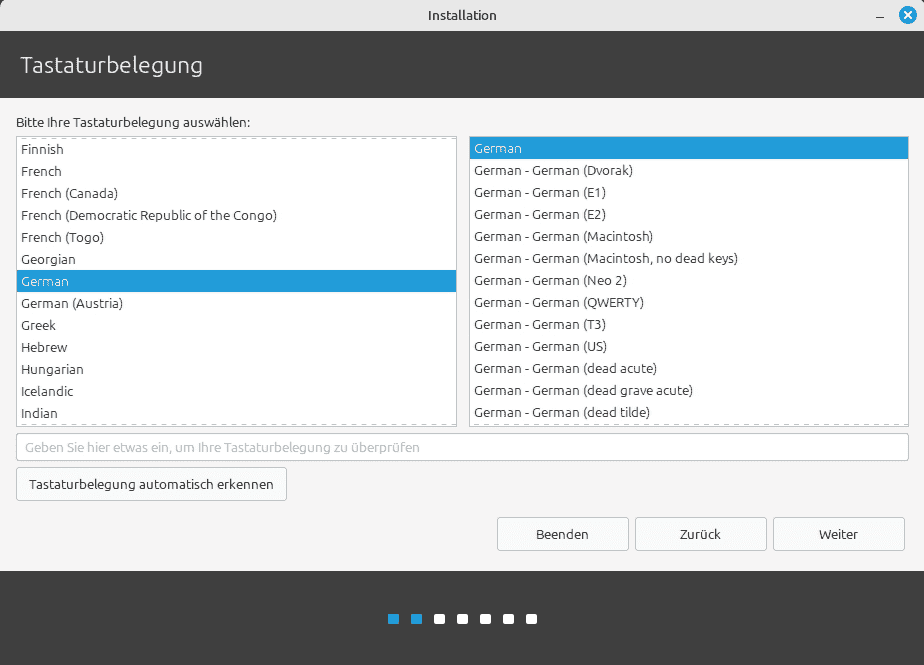 Installation
Tastaturbelegung
Bitte Ihre Tastaturbelegung auswählen:
Finnish
French
French (Canada)
French (Democratic Republic of the Congo)
French (Togo)
Georgian
German
German (Austria)
Greek
Hebrew
Hungarian
Icelandic
Indian
German
German - German (Dvorak)
German - German (E1)
German - German (E2)
German - German (Macintosh)
German - German (Macintosh, no dead keys)
German - German (Neo 2)
German - German (QWERTY)
German - German (T3)
German - German (US)
German - German (dead acute)
German - German (dead grave acute)
German - German (dead tilde)
Geben Sie hier etwas ein, um Ihre Tastaturbelegung zu überprüfen
Tastaturbelegung automatisch erkennen
Beenden
Zurück
Weiter